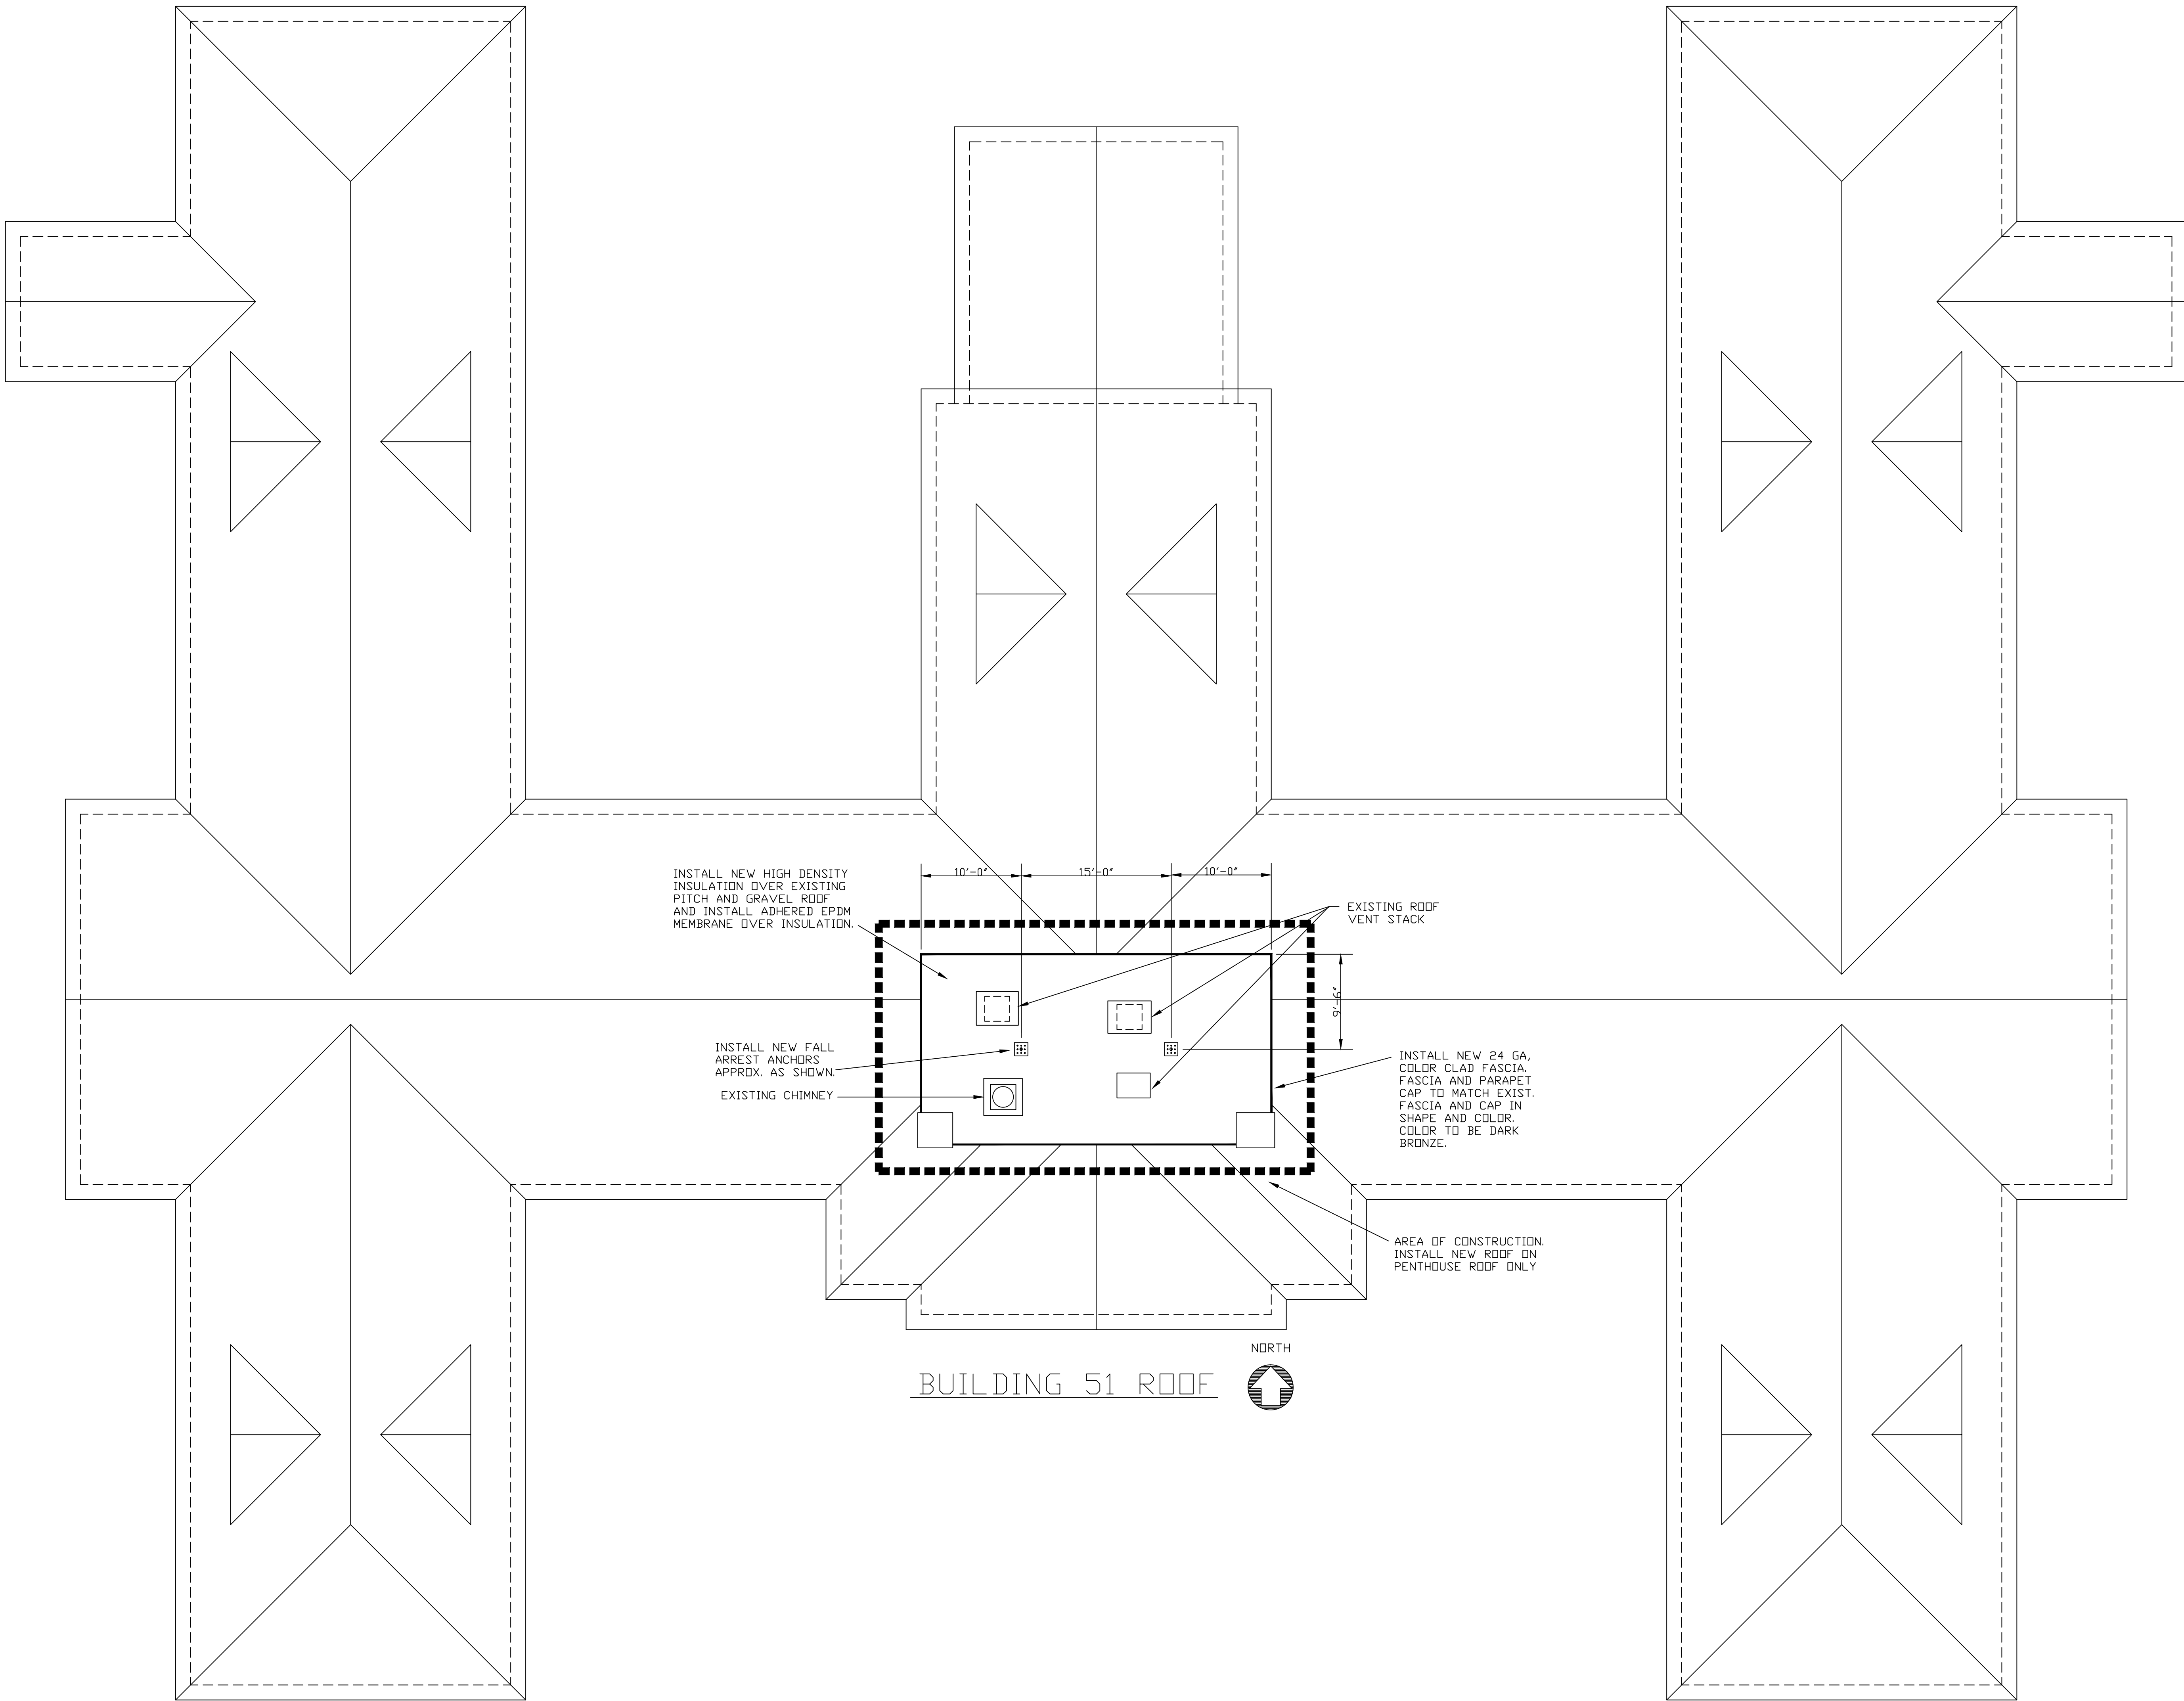 INSTALL NEW HIGH DENSITY
INSULATION OVER EXISTING
PITCH AND GRAVEL ROOF
AND INSTALL ADHERED EPDM
MEMBRANE OVER INSULATION.
10'-0"
15'-0"
10'-0"
EXISTING ROOF
VENT STACK
9'-6"
INSTALL NEW FALL
ARREST ANCHORS
APPROX. AS SHOWN.
EXISTING CHIMNEY
INSTALL NEW 24 GA,
COLOR CLAD FASCIA.
FASCIA AND PARAPET
CAP TO MATCH EXIST.
FASCIA AND CAP IN
SHAPE AND COLOR.
COLOR TO BE DARK
BRONZE.
AREA OF CONSTRUCTION.
INSTALL NEW ROOF ON
PENTHOUSE ROOF ONLY
NORTH
BUILDING 51 ROOF